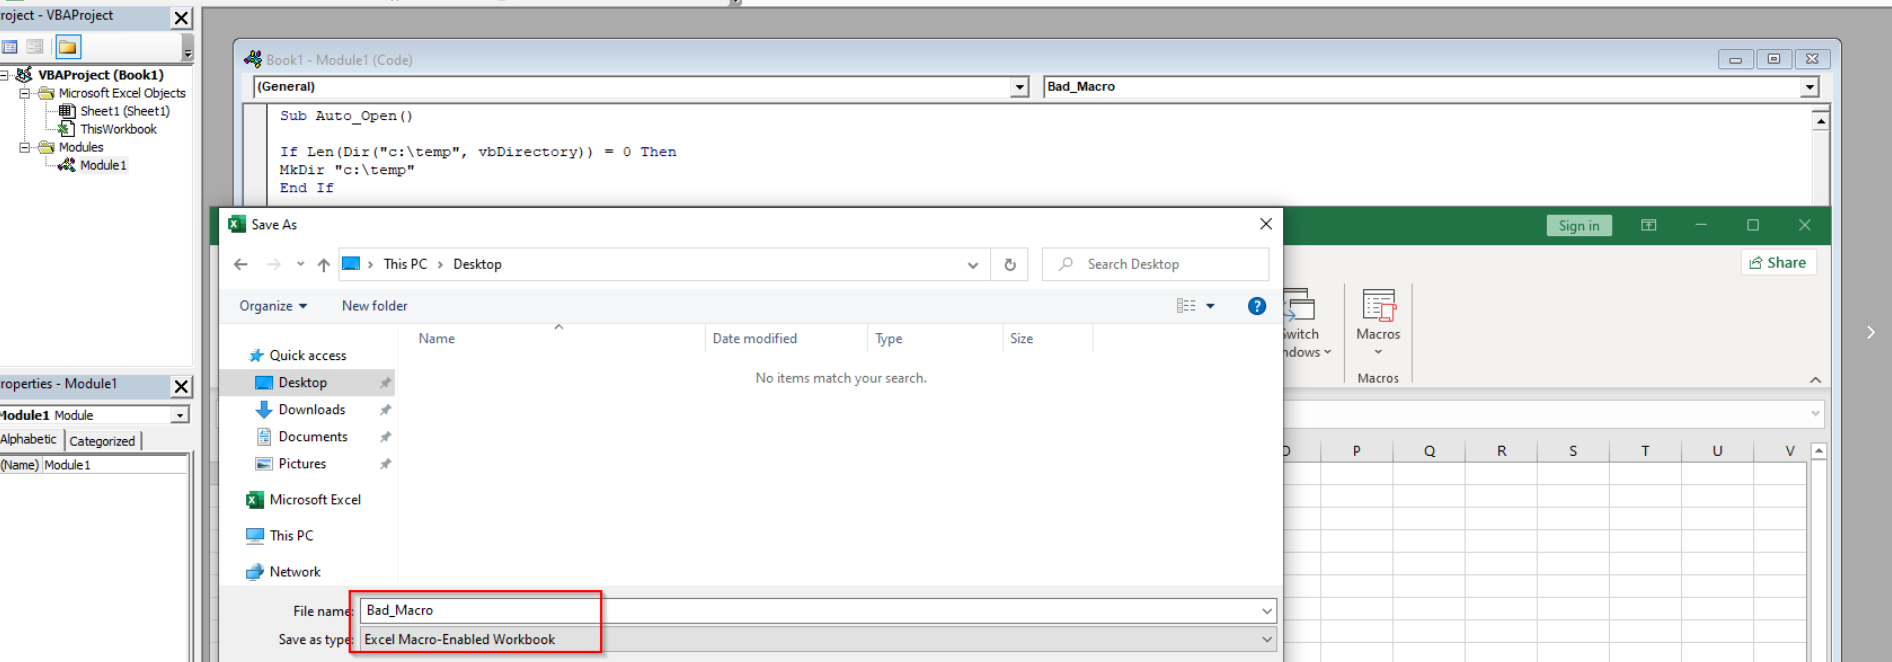 roject - VBAProject
VBAProject (Book1)
Microsoft Excel Objects
Sheet1 (Sheet1)
ThisWorkbook
Modules
Module1
roperties - Module1
Module1 Module
Alphabetic Categorized
(Name) Module1
Book1 - Module1 (Code)
(General) Bad_Macro
Sub Auto_Open()
If Len(Dir("c:\temp", vbDirectory)) = 0 Then
MkDir "c:\temp"
End If
Save As
This PC > Desktop
Search Desktop
Organize New folder
Name Date modified Type Size
No items match your search.
Quick access
Desktop
Downloads
Documents
Pictures
Microsoft Excel
This PC
Network
File name: Bad_Macro
Save as type: Excel Macro-Enabled Workbook
Sign in
Share
Switch
ndows
Macros
Macros
P Q R S T U V